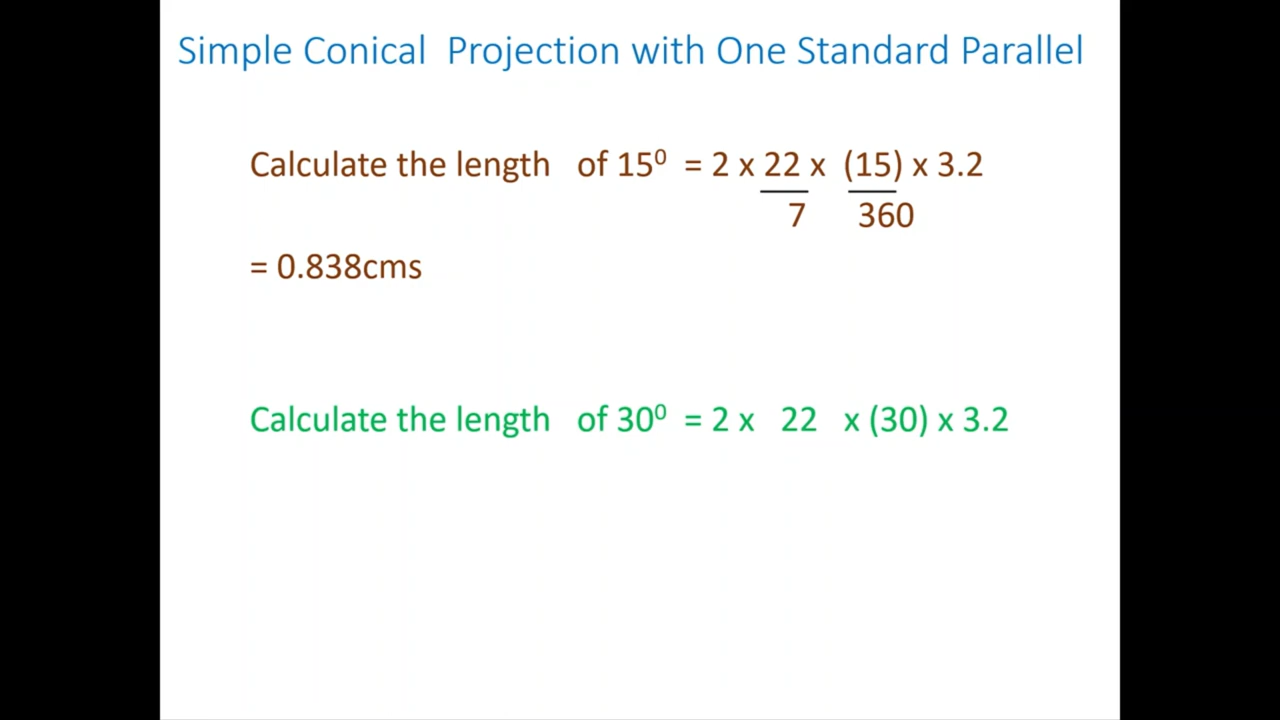 Simple Conical Projection with One Standard Parallel
Calculate the length of 15⁰ = 2 x 22 x (15) x 3.2
7 360
= 0.838cms
Calculate the length of 30⁰ = 2 x 22 x (30) x 3.2